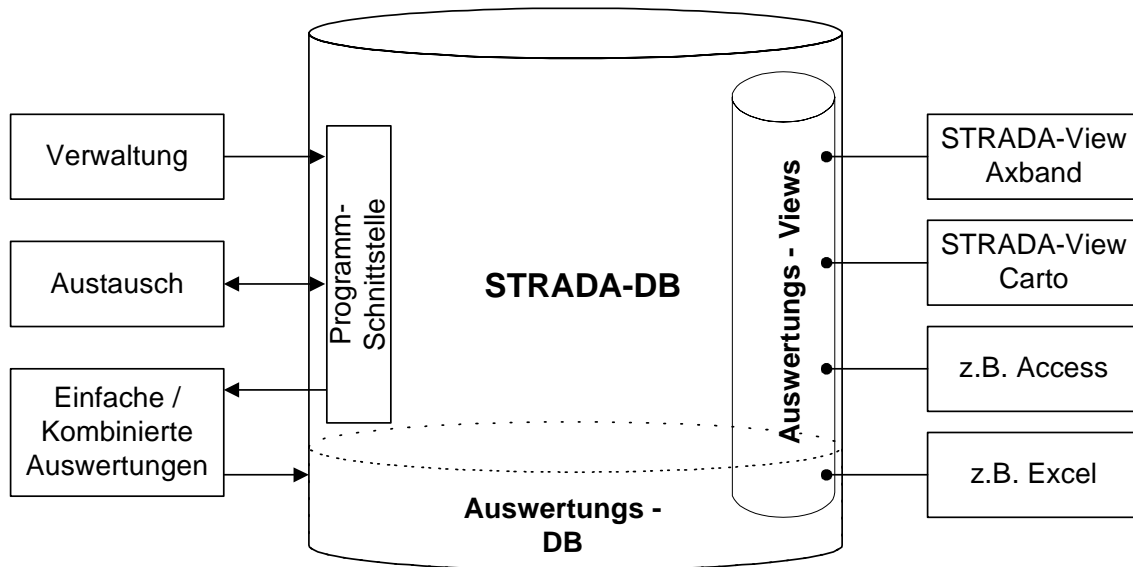 Verwaltung
Austausch
Einfache /
Kombinierte
Auswertungen
Programm-
Schnittstelle
STRADA-DB
Auswertungs -
DB
Auswertungs - Views
STRADA-View
Axband
STRADA-View
Carto
z.B. Access
z.B. Excel